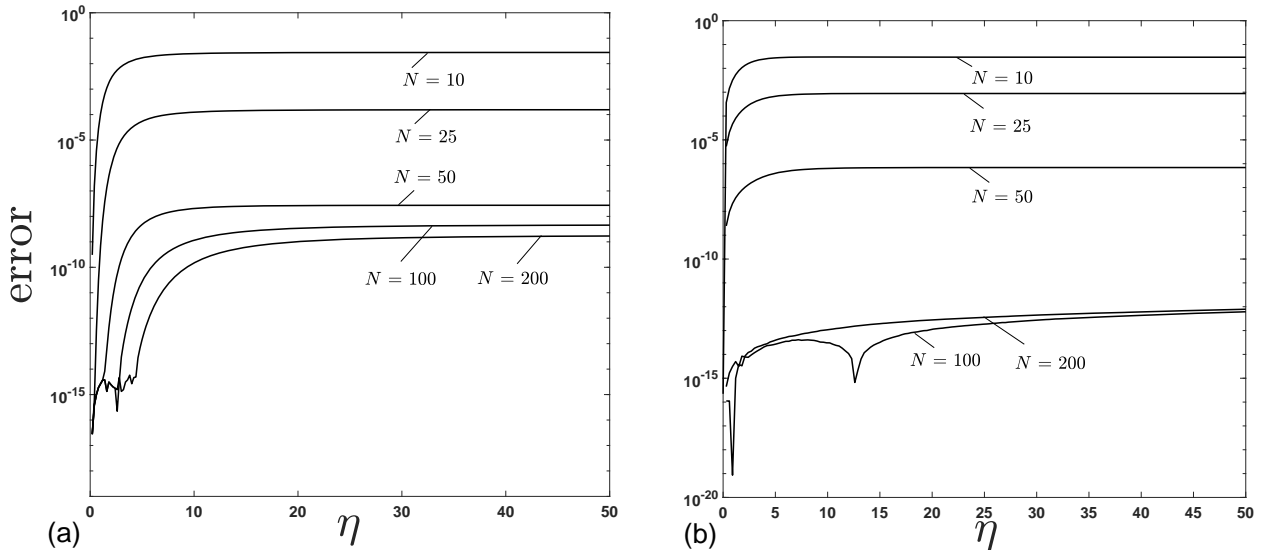 10^0
10^-5
10^-10
10^-15
error
N = 10
N = 25
N = 50
N = 100
N = 200
0 10 20 30 40 50
(a)
η
10^0
10^-5
10^-10
10^-15
10^-20
N = 10
N = 25
N = 50
N = 100
N = 200
0 5 10 15 20 25 30 35 40 45 50
(b)
η